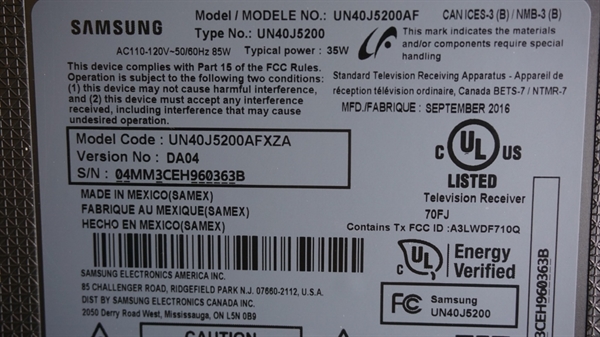 SAMSUNG
Model / MODELE NO.: UN40J5200AF
UN40J5200
AC110-120V~50/60Hz 85W Typical power : 35W
This device complies with Part 15 of the FCC Rules.
Operation is subject to the following two conditions:
(1) this device may not cause harmful interference,
and (2) this device must accept any interference
received, including interference that may cause
undesired operation.
CAN ICES-3 (B) / NMB-3 (B)
This mark indicates the materials
and/or components require special
handling
Standard Television Receiving Apparatus - Appareil de
réception télévision ordinaire, Canada BETS-7 / NTMR-7
MFD./FABRIQUE : SEPTEMBER 2016
Model Code : UN40J5200AFXZA
Version No : DA04
S/N : 04MM3CEH960363B
C UL US
LISTED
Television Receiver
70FJ
MADE IN MEXICO(SAMEX)
FABRIQUE AU MEXIQUE(SAMEX)
HECHO EN MEXICO(SAMEX)
Contains Tx FCC ID :A3LWDF710Q
C UL
Energy
Verified
SAMSUNG ELECTRONICS AMERICA INC.
85 CHALLENGER ROAD, RIDGEFIELD PARK N.J. 07660-2112, U.S.A.
DIST BY SAMSUNG ELECTRONICS CANADA INC.
2050 Derry Road West, Mississauga, ON L5N 0B9
FC Samsung
UN40J5200
3CEH960363B
CAUTION